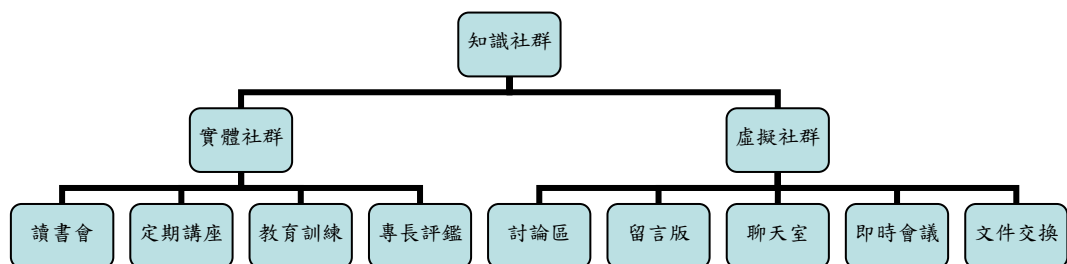 知識社群
實體社群
虛擬社群
讀書會
定期講座
教育訓練
專長評鑑
討論區
留言版
聊天室
即時會議
文件交換